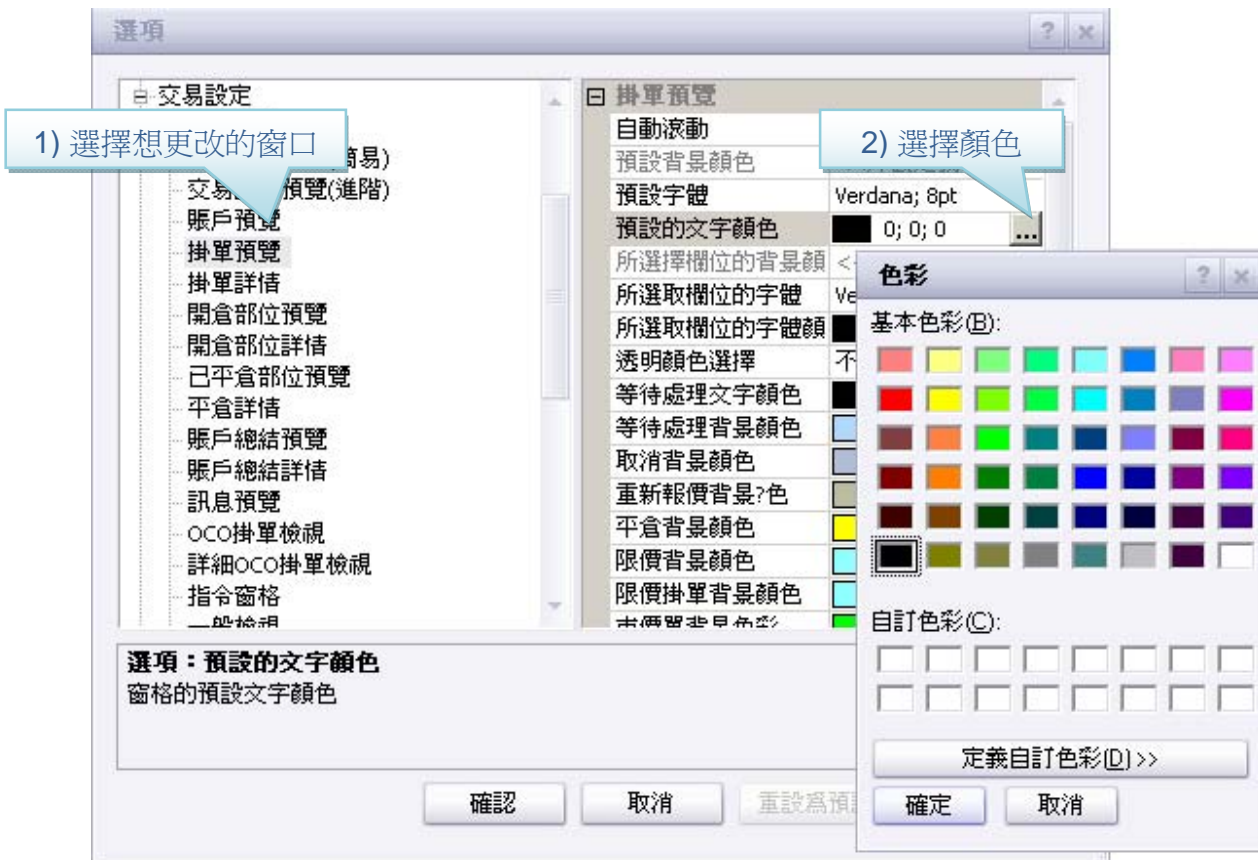 選項
交易設定
1) 選擇想更改的窗口
簡易)
交易
預覽(進階)
賬戶預覽
掛單預覽
掛單詳情
開倉部位預覽
開倉部位詳情
已平倉部位預覽
平倉詳情
賬戶總結預覽
賬戶總結詳情
訊息預覽
OCO掛單檢視
詳細OCO掛單檢視
指令窗格
一般檢視
掛單預覽
自動滾動
2) 選擇顏色
預設背景顏色
預設字體 Verdana; 8pt
預設的文字顏色 0; 0; 0 ...
所選擇欄位的背景顏
所選取欄位的字體 Ve
所選取欄位的字體顏
透明顏色選擇 不
等待處理文字顏色
等待處理背景顏色
取消背景顏色
重新報價背景?色
平倉背景顏色
限價背景顏色
限價掛單背景顏色
市價單背景色彩
色彩
基本色彩(B):
自訂色彩(C):
定義自訂色彩(D) >>
確定 取消
選項：預設的文字顏色
窗格的預設文字顏色
確認 取消 重設為預